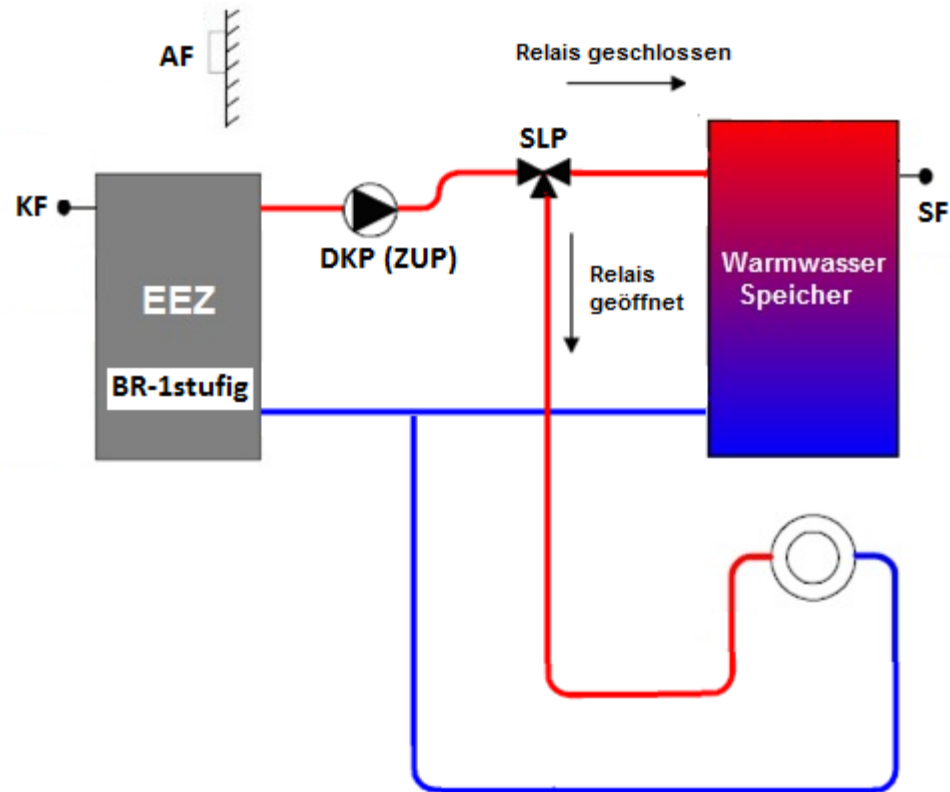 AF
Relais geschlossen
SLP
KF
SF
DKP (ZUP)
EEZ
Relais
geöffnet
Warmwasser
Speicher
BR-1stufig